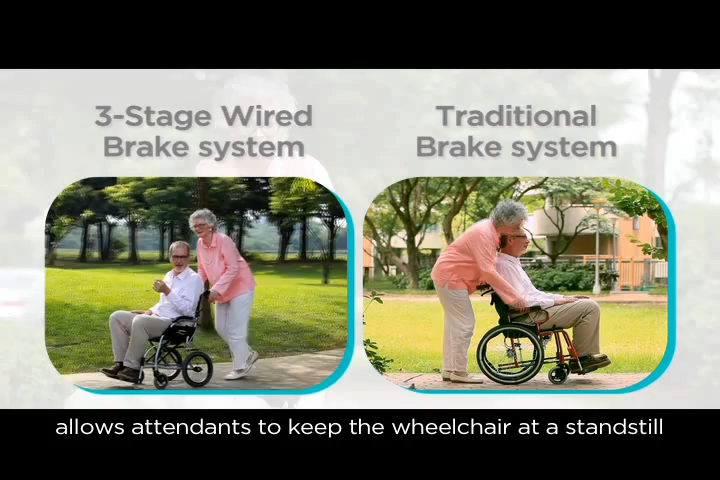 3-Stage Wired
Brake system
Traditional
Brake system
allows attendants to keep the wheelchair at a standstill